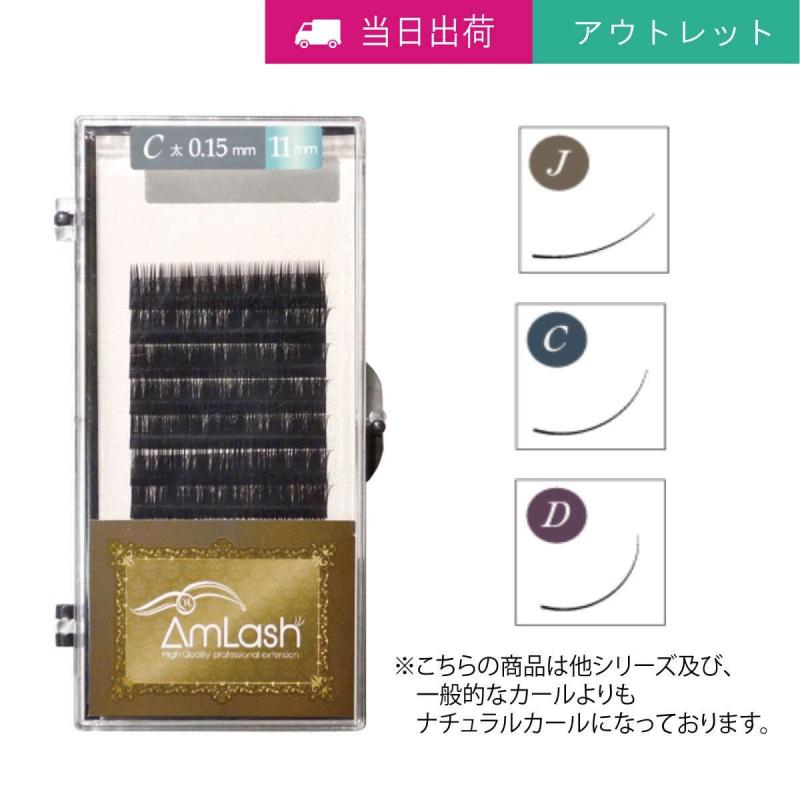 当日出荷
アウトレット
C 太 0.15 mm 11 mm
J
C
D
AmLash
High Quality professional extension
※こちらの商品は他シリーズ及び、
一般的なカールよりも
ナチュラルカールになっております。